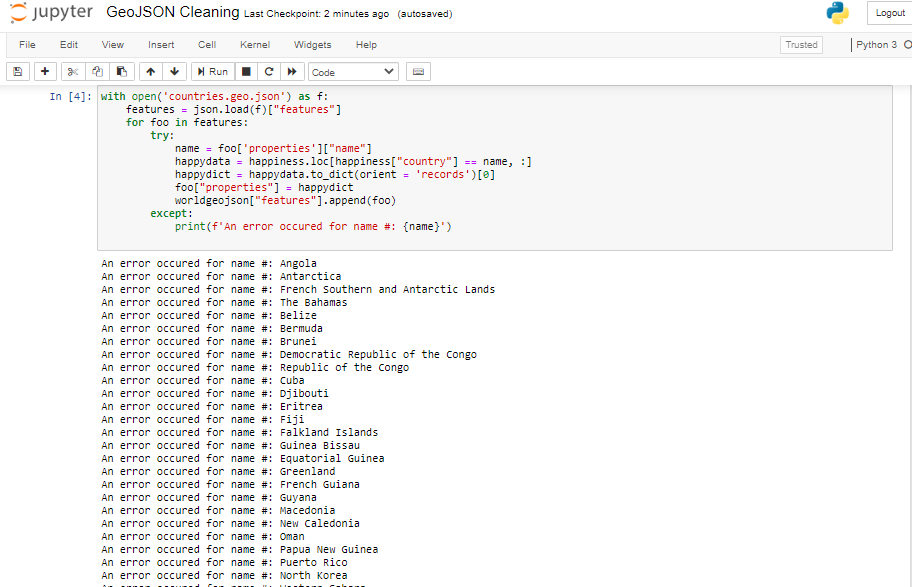 jupyter GeoJSON Cleaning Last Checkpoint: 2 minutes ago (autosaved)
Logout
File Edit View Insert Cell Kernel Widgets Help
Trusted Python 3
Run Code
In [4]: with open('countries.geo.json') as f:
features = json.load(f)["features"]
for foo in features:
try:
name = foo['properties']["name"]
happydata = happiness.loc[happiness["country"] == name, :]
happydict = happydata.to_dict(orient = 'records')[0]
foo["properties"] = happydict
worldgeojson["features"].append(foo)
except:
print(f'An error occured for name #: {name}')
An error occured for name #: Angola
An error occured for name #: Antarctica
An error occured for name #: French Southern and Antarctic Lands
An error occured for name #: The Bahamas
An error occured for name #: Belize
An error occured for name #: Bermuda
An error occured for name #: Brunei
An error occured for name #: Democratic Republic of the Congo
An error occured for name #: Republic of the Congo
An error occured for name #: Cuba
An error occured for name #: Djibouti
An error occured for name #: Eritrea
An error occured for name #: Fiji
An error occured for name #: Falkland Islands
An error occured for name #: Guinea Bissau
An error occured for name #: Equatorial Guinea
An error occured for name #: Greenland
An error occured for name #: French Guiana
An error occured for name #: Guyana
An error occured for name #: Macedonia
An error occured for name #: New Caledonia
An error occured for name #: Oman
An error occured for name #: Papua New Guinea
An error occured for name #: Puerto Rico
An error occured for name #: North Korea